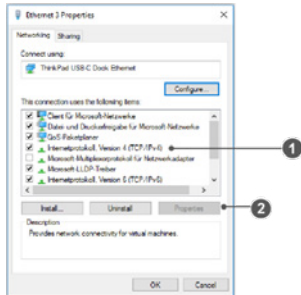 Ethernet 3 Properties
Networking Sharing
Connect using:
ThinkPad USB-C Dock Ethernet
Configure...
This connection uses the following items:
Client für Microsoft-Netzwerke
Datei- und Druckerfreigabe für Microsoft-Netzwerke
QoS-Paketplaner
Internetprotokoll, Version 4 (TCP/IPv4)
1
Microsoft-Multiplexorprotokoll für Netzwerkadapter
Microsoft-LLDP-Treiber
Internetprotokoll, Version 6 (TCP/IPv6)
Install... Uninstall Properties
2
Description
Provides network connectivity for virtual machines.
OK Cancel